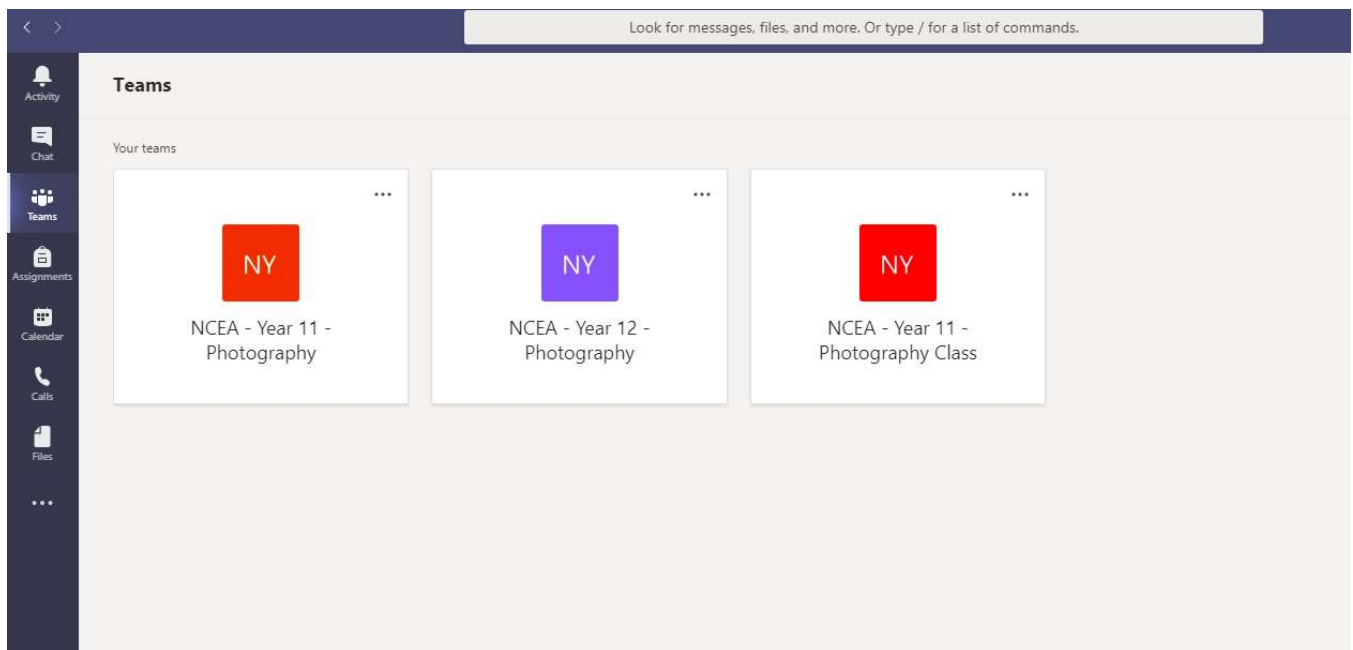 Look for messages, files, and more. Or type / for a list of commands.
Activity
Chat
Teams
Assignments
Calendar
Calls
Files
Teams
Your teams
NY
NCEA - Year 11 -
Photography
NY
NCEA - Year 12 -
Photography
NY
NCEA - Year 11 -
Photography Class